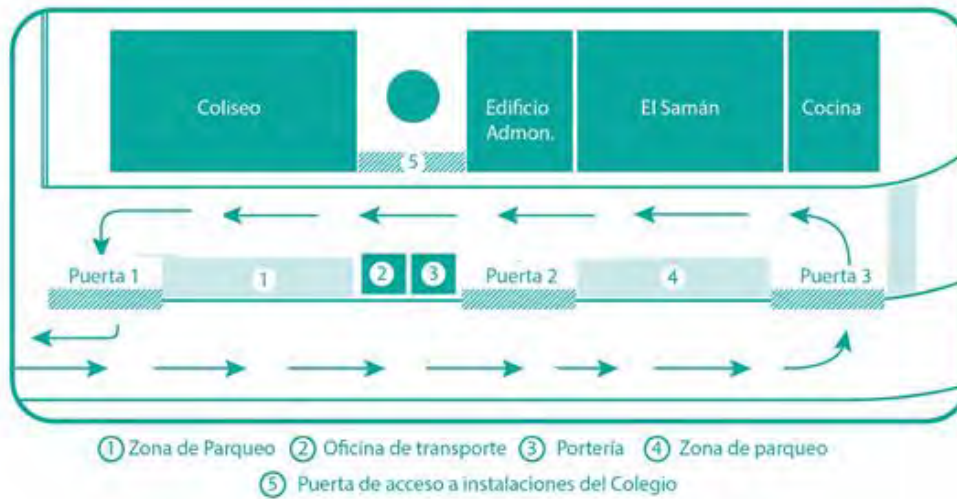 Coliseo
5
Edificio
Admon.
El Samán
Cocina
Puerta 1
1
2
3
Puerta 2
4
Puerta 3
1 Zona de Parqueo 2 Oficina de transporte 3 Portería 4 Zona de parqueo
5 Puerta de acceso a instalaciones del Colegio